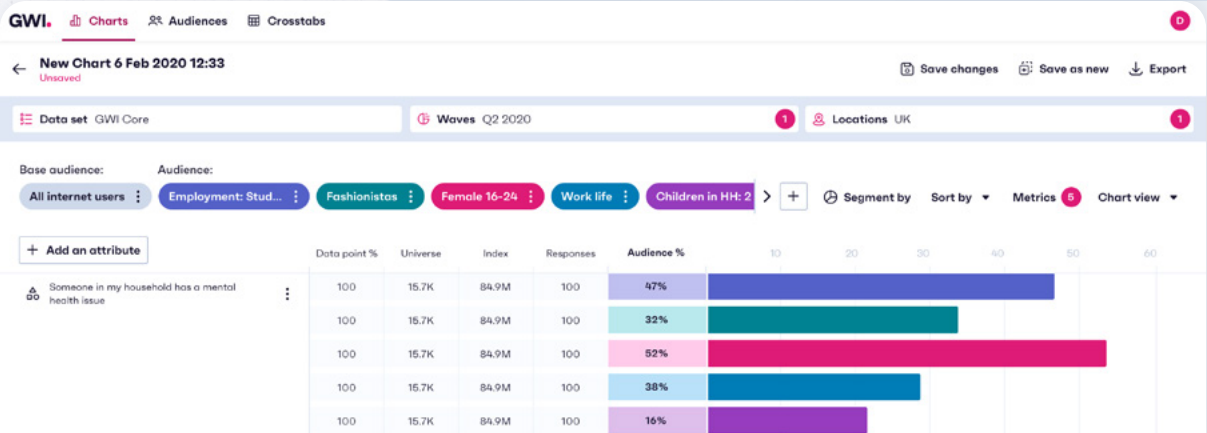 GWI. Charts Audiences Crosstabs D
New Chart 6 Feb 2020 12:33
Unsaved
Save changes Save as new Export
Data set GWI Core Waves Q2 2020 1 Locations UK 1
Base audience: Audience:
All internet users Employment: Stud... Fashionistas Female 16-24 Work life Children in HH: 2 Segment by Sort by Metrics 5 Chart view
+ Add an attribute
Data point % Universe Index Responses Audience % 10 20 30 40 50 60
Someone in my household has a mental
health issue
100 15.7K 84.9M 100 47%
100 15.7K 84.9M 100 32%
100 15.7K 84.9M 100 52%
100 15.7K 84.9M 100 38%
100 15.7K 84.9M 100 16%